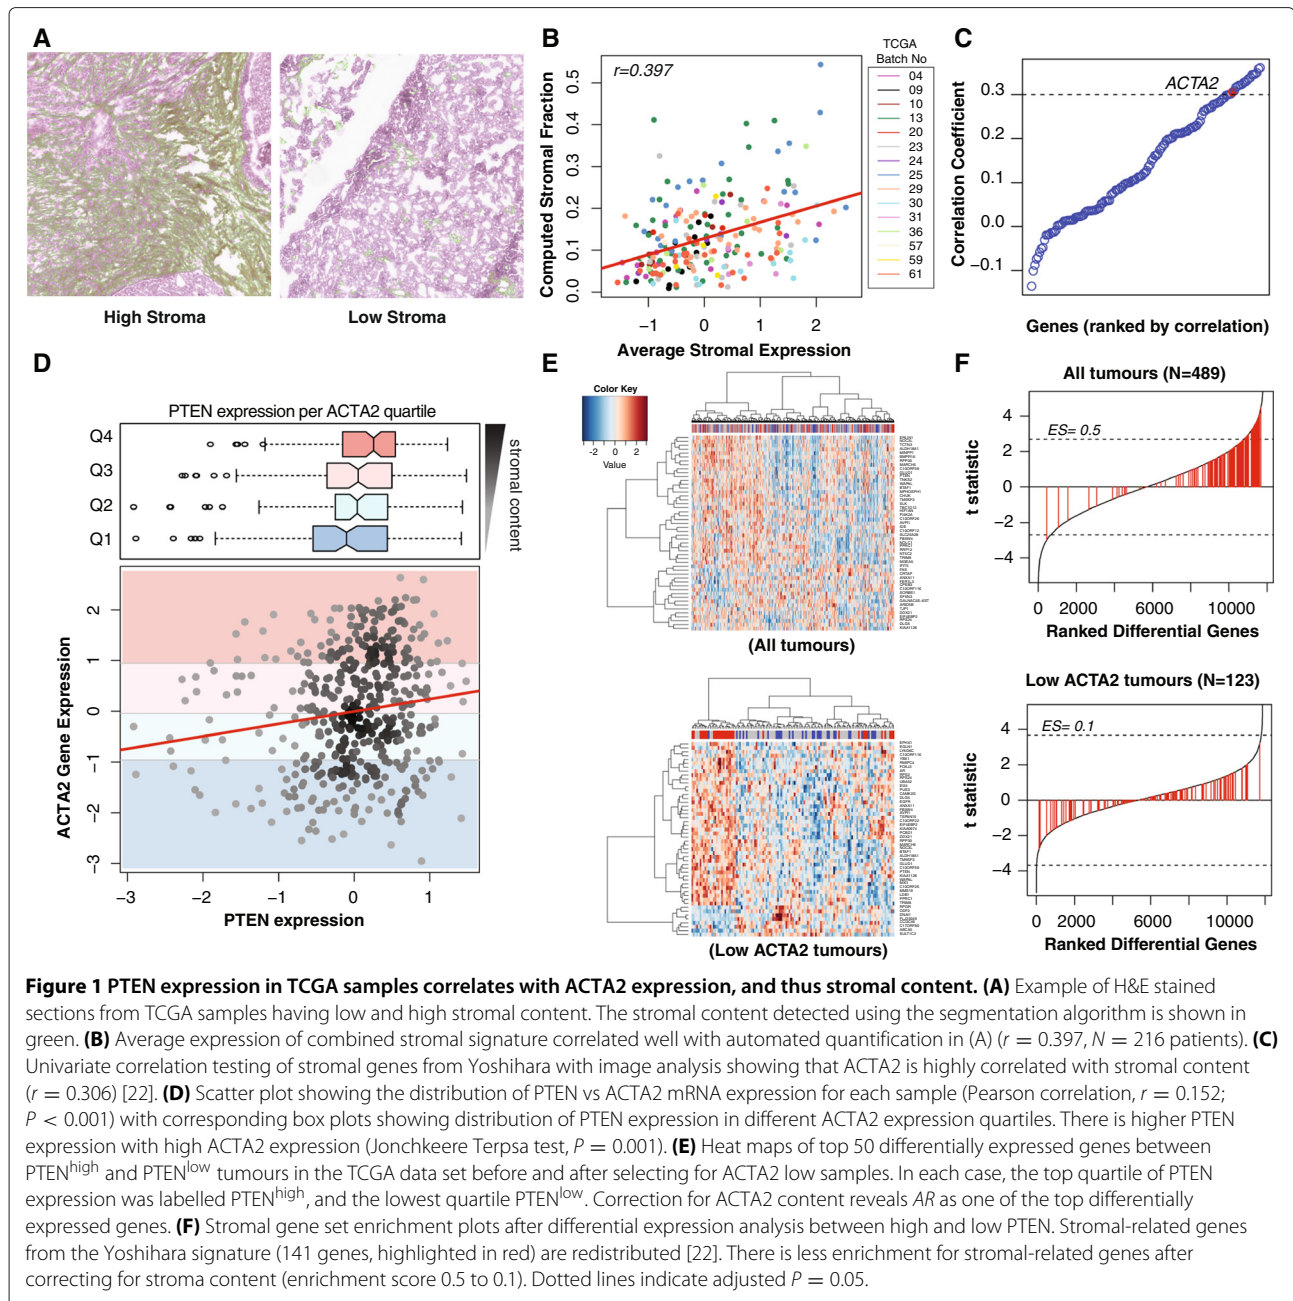 A
High Stroma
Low Stroma
B
r=0.397
Computed Stromal Fraction
0.5
0.4
0.3
0.2
0.1
0.0
−1 0 1 2
Average Stromal Expression
TCGA
Batch No
04
09
10
13
20
23
24
25
29
30
31
36
57
59
61
C
ACTA2
Correlation Coefficient
0.3
0.2
0.1
0.0
−0.1
Genes (ranked by correlation)
D
PTEN expression per ACTA2 quartile
Q4
Q3
Q2
Q1
stromal content
ACTA2 Gene Expression
2
1
0
−1
−2
−3
−3 −2 −1 0 1
PTEN expression
E
Color Key
−2 0 2
Value
(All tumours)
(Low ACTA2 tumours)
F
All tumours (N=489)
ES= 0.5
t statistic
4
2
0
−2
−4
0 2000 6000 10000
Ranked Differential Genes
Low ACTA2 tumours (N=123)
ES= 0.1
t statistic
4
2
0
−2
−4
0 2000 6000 10000
Ranked Differential Genes
Figure 1 PTEN expression in TCGA samples correlates with ACTA2 expression, and thus stromal content. (A) Example of H&E stained
sections from TCGA samples having low and high stromal content. The stromal content detected using the segmentation algorithm is shown in
green. (B) Average expression of combined stromal signature correlated well with automated quantification in (A) (r = 0.397, N = 216 patients). (C)
Univariate correlation testing of stromal genes from Yoshihara with image analysis showing that ACTA2 is highly correlated with stromal content
(r = 0.306) [22]. (D) Scatter plot showing the distribution of PTEN vs ACTA2 mRNA expression for each sample (Pearson correlation, r = 0.152;
P < 0.001) with corresponding box plots showing distribution of PTEN expression in different ACTA2 expression quartiles. There is higher PTEN
expression with high ACTA2 expression (Jonchkeere Terpsa test, P = 0.001). (E) Heat maps of top 50 differentially expressed genes between
PTENhigh and PTENlow tumours in the TCGA data set before and after selecting for ACTA2 low samples. In each case, the top quartile of PTEN
expression was labelled PTENhigh, and the lowest quartile PTENlow. Correction for ACTA2 content reveals AR as one of the top differentially
expressed genes. (F) Stromal gene set enrichment plots after differential expression analysis between high and low PTEN. Stromal-related genes
from the Yoshihara signature (141 genes, highlighted in red) are redistributed [22]. There is less enrichment for stromal-related genes after
correcting for stroma content (enrichment score 0.5 to 0.1). Dotted lines indicate adjusted P = 0.05.